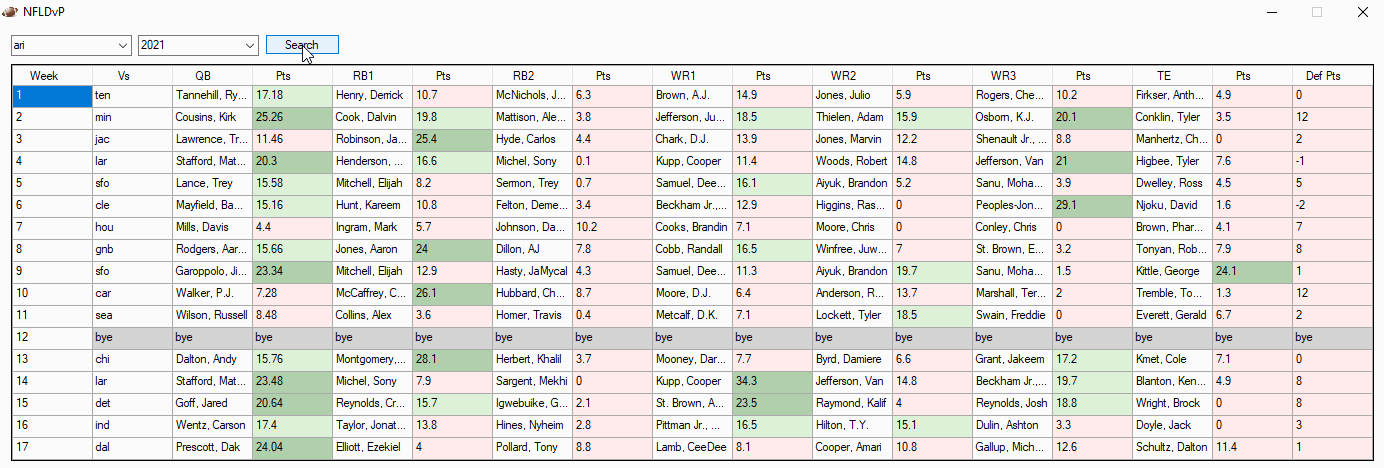 NFLDvP
ari 2021 Search
Week Vs QB Pts RB1 Pts RB2 Pts WR1 Pts WR2 Pts WR3 Pts TE Pts Def Pts
1 ten Tannehill, Ry... 17.18 Henry, Derrick 10.7 McNichols, J... 6.3 Brown, A.J. 14.9 Jones, Julio 5.9 Rogers, Che... 10.2 Firkser, Anth... 4.9 0
2 min Cousins, Kirk 25.26 Cook, Dalvin 19.8 Mattison, Ale... 3.8 Jefferson, Ju... 18.5 Thielen, Adam 15.9 Osborn, K.J. 20.1 Conklin, Tyler 3.5 12
3 jac Lawrence, Tr... 11.46 Robinson, Ja... 25.4 Hyde, Carlos 4.4 Chark, D.J. 13.9 Jones, Marvin 12.2 Shenault Jr., ... 8.8 Manhertz, Ch... 0 2
4 lar Stafford, Mat... 20.3 Henderson, ... 16.6 Michel, Sony 0.1 Kupp, Cooper 11.4 Woods, Robert 14.8 Jefferson, Van 21 Higbee, Tyler 7.6 -1
5 sfo Lance, Trey 15.58 Mitchell, Elijah 8.2 Sermon, Trey 0.7 Samuel, Dee... 16.1 Aiyuk, Brandon 5.2 Sanu, Moha... 3.9 Dwelley, Ross 4.5 5
6 cle Mayfield, Ba... 15.16 Hunt, Kareem 10.8 Felton, Deme... 3.4 Beckham Jr.,... 12.9 Higgins, Ras... 0 Peoples-Jon... 29.1 Njoku, David 1.6 -2
7 hou Mills, Davis 4.4 Ingram, Mark 5.7 Johnson, Da... 10.2 Cooks, Brandin 7.1 Moore, Chris 0 Conley, Chris 0 Brown, Phar... 4.1 7
8 gnb Rodgers, Aar... 15.66 Jones, Aaron 24 Dillon, AJ 7.8 Cobb, Randall 16.5 Winfree, Juw... 7 St. Brown, E... 3.2 Tonyan, Rob... 7.9 8
9 sfo Garoppolo, Ji... 23.34 Mitchell, Elijah 12.9 Hasty, JaMycal 4.3 Samuel, Dee... 11.3 Aiyuk, Brandon 19.7 Sanu, Moha... 1.5 Kittle, George 24.1 1
10 car Walker, P.J. 7.28 McCaffrey, C... 26.1 Hubbard, Ch... 8.7 Moore, D.J. 6.4 Anderson, R... 13.7 Marshall, Ter... 2 Tremble, To... 1.3 12
11 sea Wilson, Russell 8.48 Collins, Alex 3.6 Homer, Travis 0.4 Metcalf, D.K. 7.1 Lockett, Tyler 18.5 Swain, Freddie 0 Everett, Gerald 6.7 2
12 bye bye bye bye bye bye bye bye bye bye bye bye bye bye bye bye
13 chi Dalton, Andy 15.76 Montgomery,... 28.1 Herbert, Khalil 3.7 Mooney, Dar... 7.7 Byrd, Damiere 6.6 Grant, Jakeem 17.2 Kmet, Cole 7.1 0
14 lar Stafford, Mat... 23.48 Michel, Sony 7.9 Sargent, Mekhi 0 Kupp, Cooper 34.3 Jefferson, Van 14.8 Beckham Jr.,... 19.7 Blanton, Ken... 4.9 8
15 det Goff, Jared 20.64 Reynolds, Cr... 15.7 Igwebuike, G... 2.1 St. Brown, A... 23.5 Raymond, Kalif 4 Reynolds, Josh 18.8 Wright, Brock 0 8
16 ind Wentz, Carson 17.4 Taylor, Jonat... 13.8 Hines, Nyheim 2.8 Pittman Jr., ... 16.5 Hilton, T.Y. 15.1 Dulin, Ashton 3.3 Doyle, Jack 0 3
17 dal Prescott, Dak 24.04 Elliott, Ezekiel 4 Pollard, Tony 8.8 Lamb, CeeDee 8.1 Cooper, Amari 10.8 Gallup, Mich... 12.6 Schultz, Dalton 11.4 1